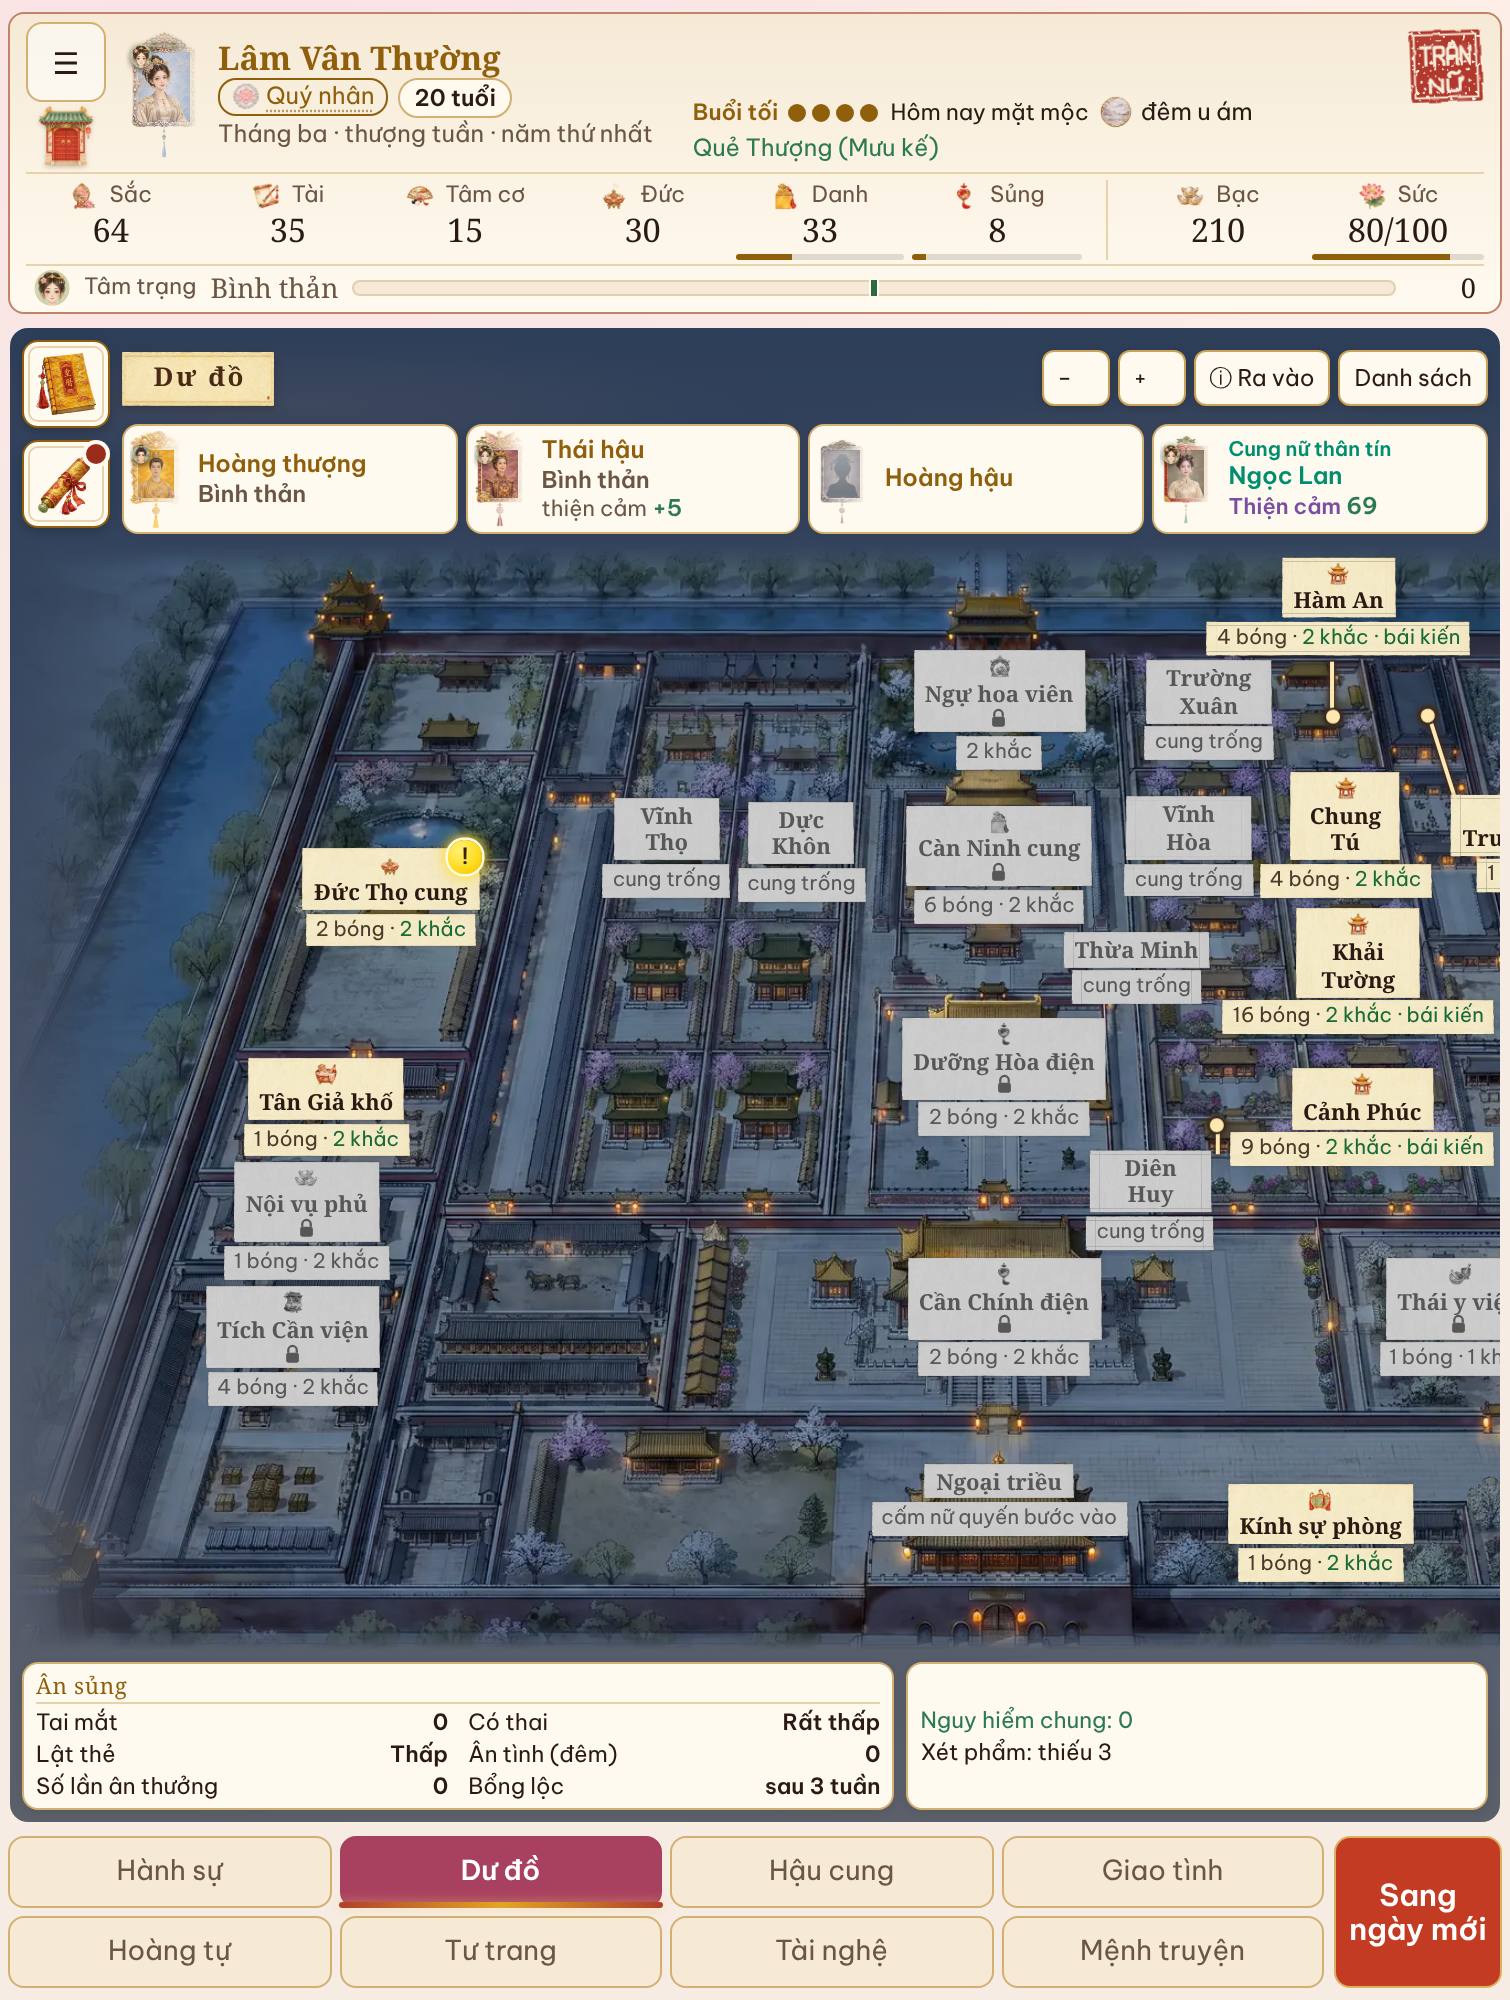 ☰
Lâm Vân Thường
Quý nhân
20 tuổi
Tháng ba · thượng tuần · năm thứ nhất
Buổi tối
Hôm nay mặt mộc
đêm u ám
Quẻ Thượng (Mưu kế)
TRÂN NỮ
Sắc
64
Tài
35
Tâm cơ
15
Đức
30
Danh
33
Sủng
8
Bạc
210
Sức
80/100
Tâm trạng Bình thản
0
Dư đồ
−
+
ⓘ Ra vào
Danh sách
Hoàng thượng
Bình thản
Thái hậu
Bình thản
thiện cảm +5
Hoàng hậu
Cung nữ thân tín
Ngọc Lan
Thiện cảm 69
Hàm An
4 bóng · 2 khắc · bái kiến
Ngự hoa viên
2 khắc
Trường
Xuân
cung trống
Vĩnh
Thọ
cung trống
Dực
Khôn
cung trống
Càn Ninh cung
6 bóng · 2 khắc
Vĩnh
Hòa
cung trống
Chung
Tú
4 bóng · 2 khắc
Tru
1
!
Đức Thọ cung
2 bóng · 2 khắc
Thừa Minh
cung trống
Khải
Tường
16 bóng · 2 khắc · bái kiến
Dưỡng Hòa điện
2 bóng · 2 khắc
Tân Giả khố
1 bóng · 2 khắc
Cảnh Phúc
9 bóng · 2 khắc · bái kiến
Nội vụ phủ
1 bóng · 2 khắc
Diên
Huy
cung trống
Tích Cần viện
4 bóng · 2 khắc
Cần Chính điện
2 bóng · 2 khắc
Thái y việ
1 bóng · 1 kh
Ngoại triều
cấm nữ quyến bước vào
Kính sự phòng
1 bóng · 2 khắc
Ân sủng
Tai mắt 0
Có thai Rất thấp
Lật thẻ Thấp
Ân tình (đêm) 0
Số lần ân thưởng 0
Bổng lộc sau 3 tuần
Nguy hiểm chung: 0
Xét phẩm: thiếu 3
Hành sự
Dư đồ
Hậu cung
Giao tình
Hoàng tự
Tư trang
Tài nghệ
Mệnh truyện
Sang
ngày mới